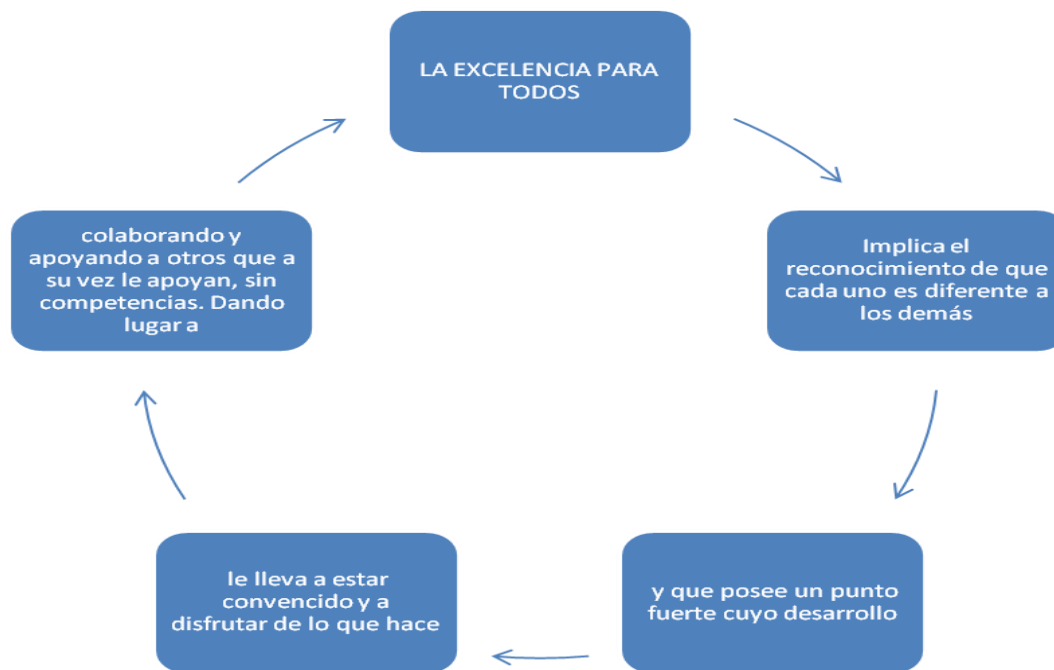 LA EXCELENCIA PARA
TODOS
Implica el
reconocimiento de que
cada uno es diferente a
los demás
y que posee un punto
fuerte cuyo desarrollo
le lleva a estar
convencido y a
disfrutar de lo que hace
colaborando y
apoyando a otros que a
su vez le apoyan, sin
competencias. Dando
lugar a